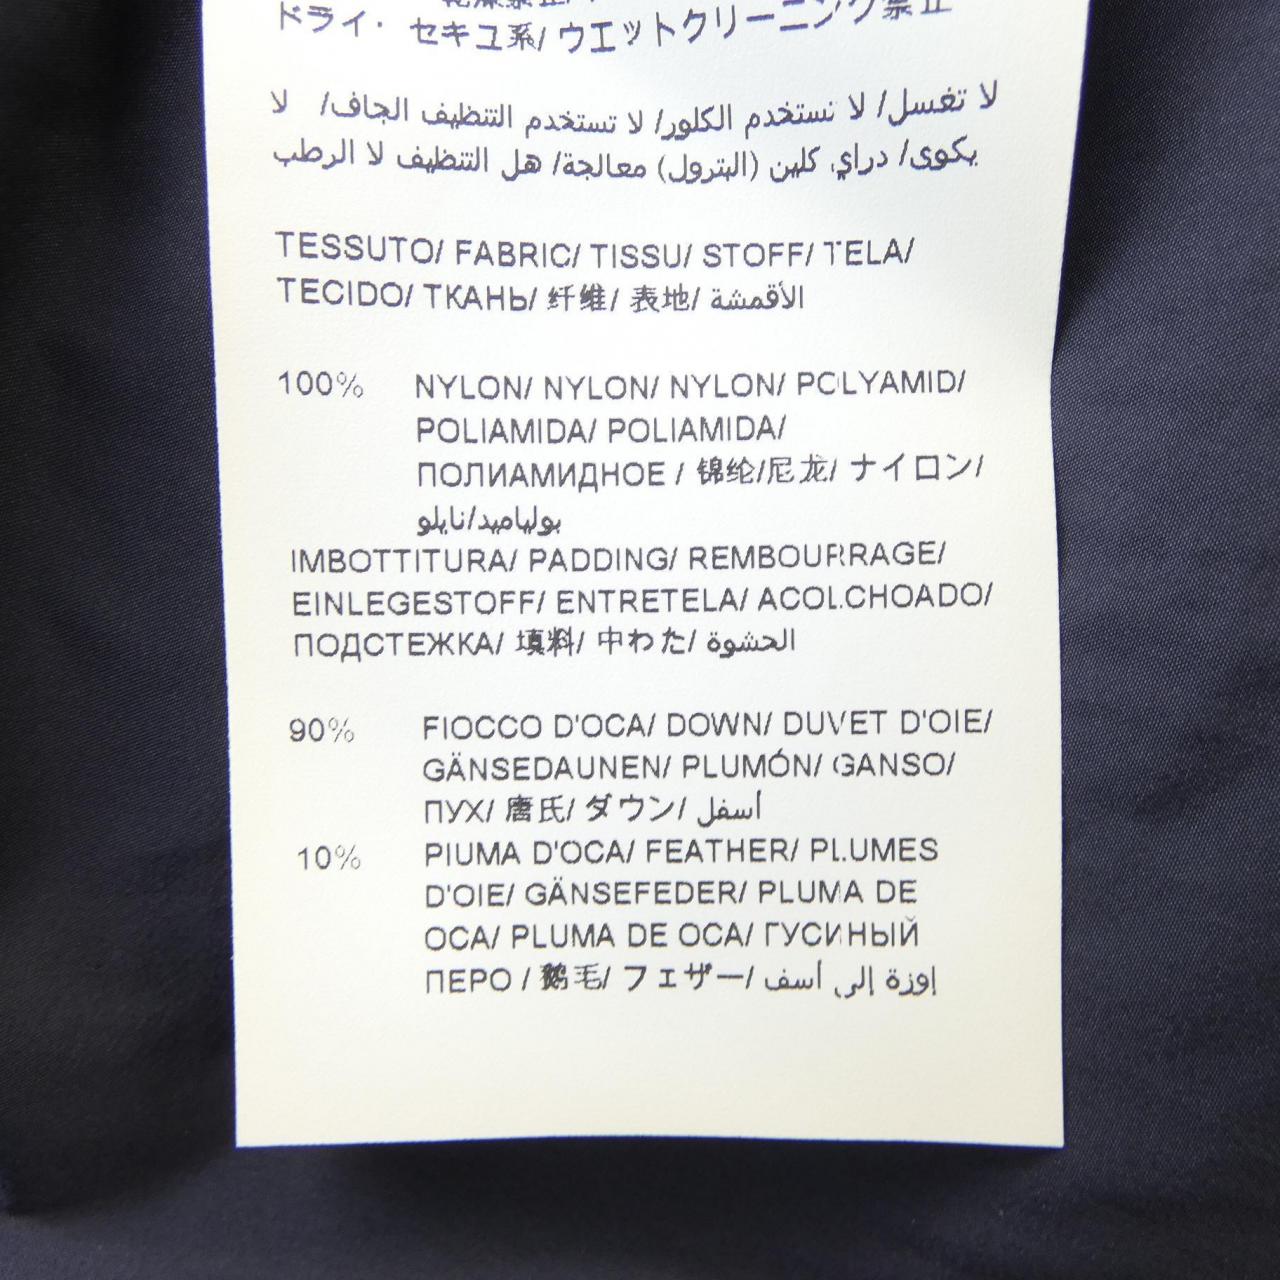 ドライ・ セキユ系/ ウエットクリーニング禁止
لا تغسل/ لا تستخدم الكلور/ لا تستخدم التنظيف الجاف/ لا
يكوى/ دراي كلين (البترول) معالجة/ هل التنظيف لا الرطب
TESSUTO/ FABRIC/ TISSU/ STOFF/ TELA/
TECIDO/ ТКАНЬ/ 纤维/ 表地/ الأقمشة
100% NYLON/ NYLON/ NYLON/ POLYAMID/
POLIAMIDA/ POLIAMIDA/
ПОЛИАМИДНОЕ / 锦纶/尼龙/ ナイロン/
بولياميد/نايلو
IMBOTTITURA/ PADDING/ REMBOURRAGE/
EINLEGESTOFF/ ENTRETELA/ ACOLCHOADO/
ПОДСТЕЖКА/ 填料/ 中わた/ الحشوة
90% FIOCCO D'OCA/ DOWN/ DUVET D'OIE/
GÄNSEDAUNEN/ PLUMÓN/ GANSO/
ПУХ/ 唐氏/ ダウン/ أسفل
10% PIUMA D'OCA/ FEATHER/ PLUMES
D'OIE/ GÄNSEFEDER/ PLUMA DE
OCA/ PLUMA DE OCA/ ГУСИНЫЙ
ПЕРО / 鹅毛/ フェザー/ إوزة إلى أسف